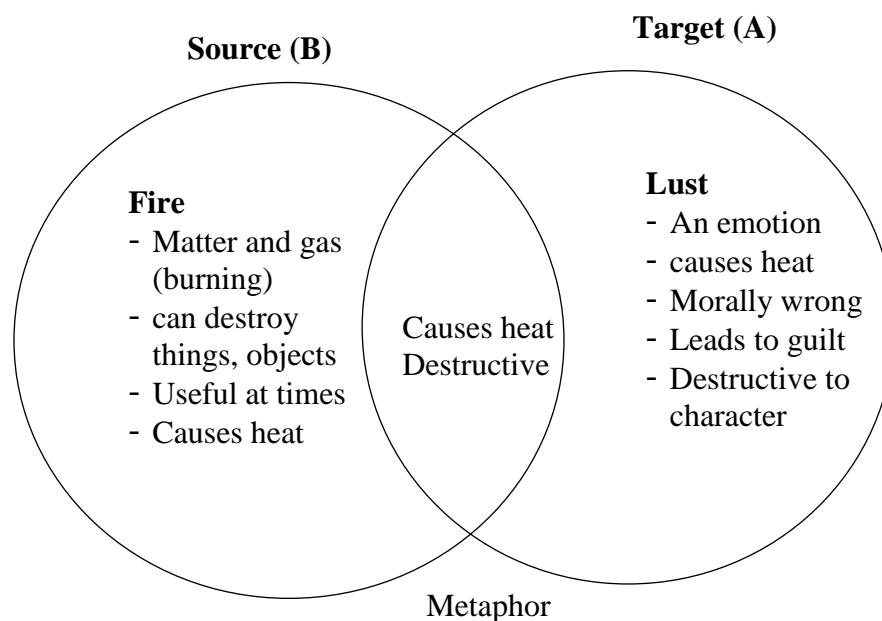 Source (B)
Target (A)
Fire
- Matter and gas
(burning)
- can destroy
things, objects
- Useful at times
- Causes heat
Causes heat
Destructive
Lust
- An emotion
- causes heat
- Morally wrong
- Leads to guilt
- Destructive to
character
Metaphor